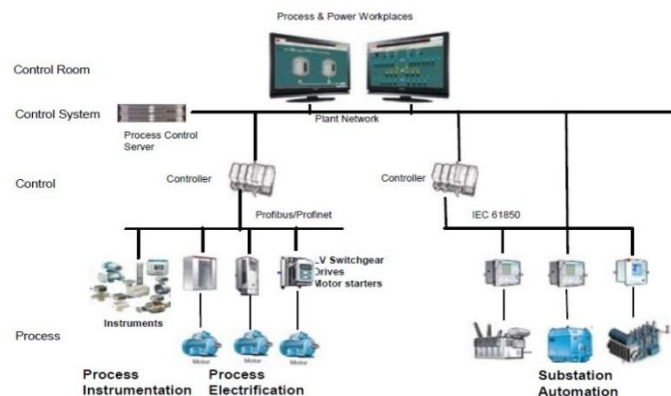 Process & Power Workplaces
Control Room
Control System
Plant Network
Process Control
Server
Control
Controller
Controller
Profibus/Profinet
IEC 61850
LV Switchgear
Drives
Motor starters
Instruments
Process
Motor
Motor
Motor
Process
Instrumentation
Process
Electrification
Substation
Automation